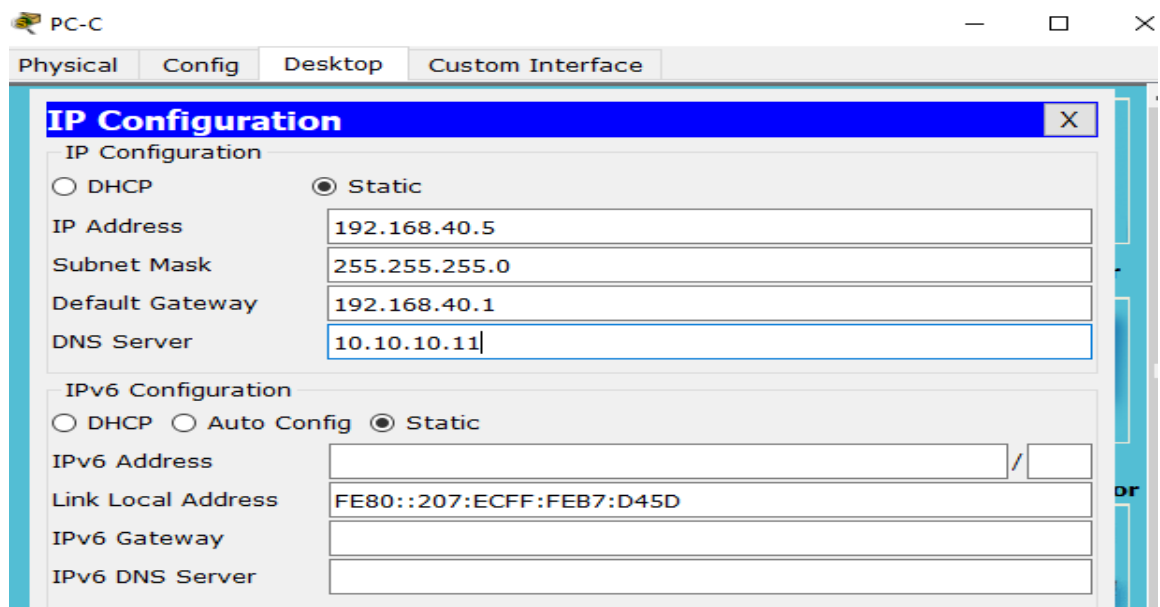 PC-C
Physical Config Desktop Custom Interface
IP Configuration X
IP Configuration
DHCP Static
IP Address 192.168.40.5
Subnet Mask 255.255.255.0
Default Gateway 192.168.40.1
DNS Server 10.10.10.11
IPv6 Configuration
DHCP Auto Config Static
IPv6 Address /
Link Local Address FE80::207:ECFF:FEB7:D45D
or
IPv6 Gateway
IPv6 DNS Server